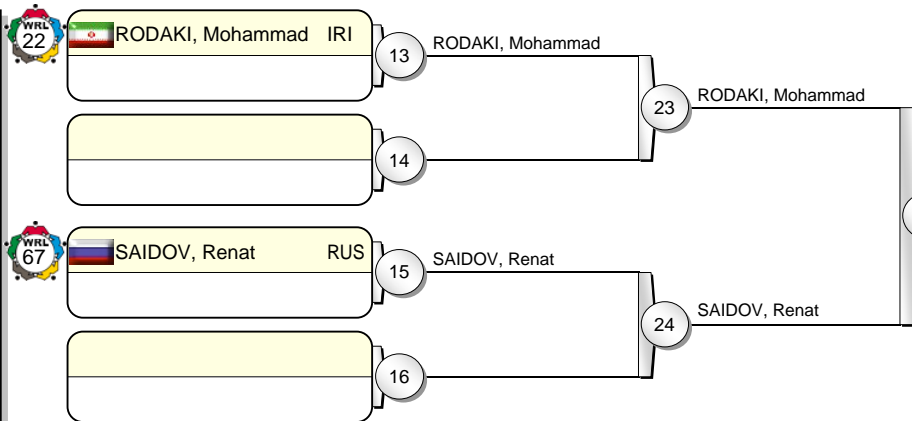 WRL
22
RODAKI, Mohammad IRI
13
RODAKI, Mohammad
23
RODAKI, Mohammad
14
WRL
67
SAIDOV, Renat RUS
15
SAIDOV, Renat
24
SAIDOV, Renat
16